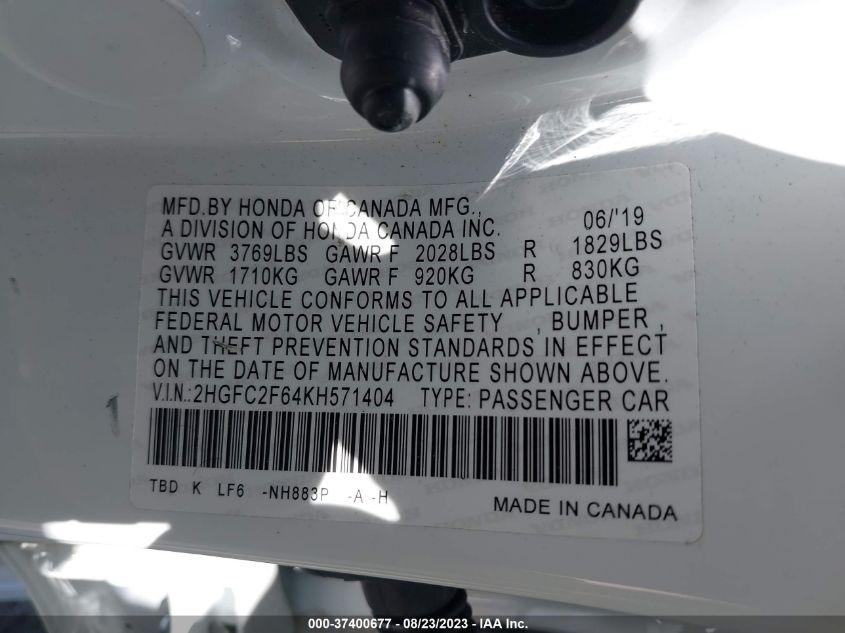 MFD.BY HONDA OF CANADA MFG.,
A DIVISION OF HONDA CANADA INC. 06/'19
GVWR 3769LBS GAWR F 2028LBS R 1829LBS
GVWR 1710KG GAWR F 920KG R 830KG
THIS VEHICLE CONFORMS TO ALL APPLICABLE
FEDERAL MOTOR VEHICLE SAFETY , BUMPER ,
AND THEFT PREVENTION STANDARDS IN EFFECT
ON THE DATE OF MANUFACTURE SHOWN ABOVE.
V.I.N.:2HGFC2F64KH571404 TYPE: PASSENGER CAR
TBD K LF6 -NH883P -A -H MADE IN CANADA
000-37400677 - 08/23/2023 - IAA Inc.